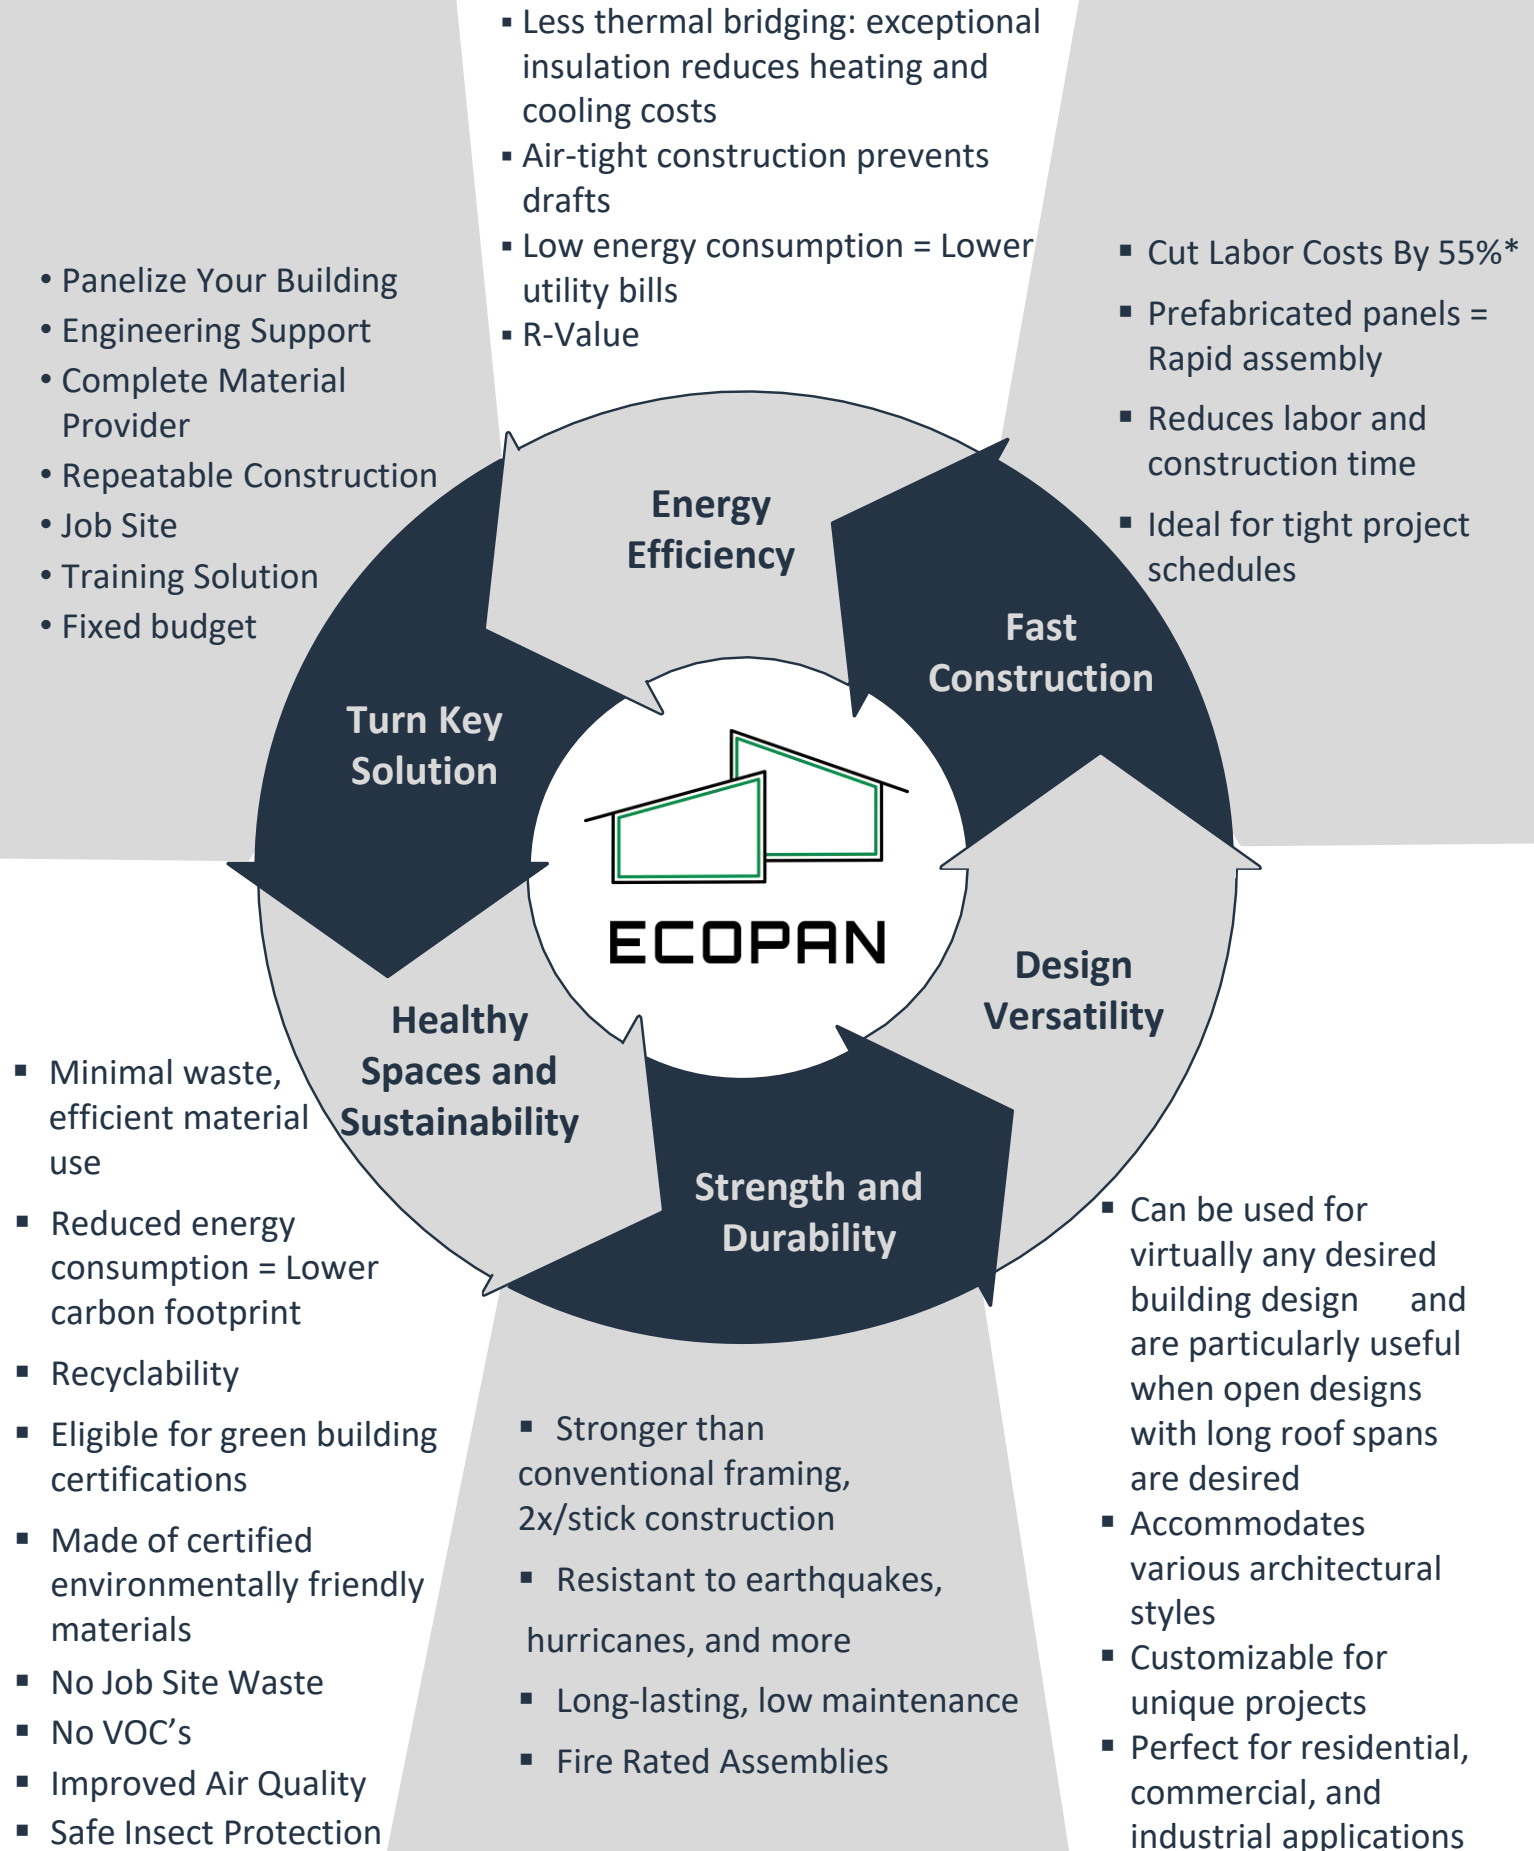 ▪ Less thermal bridging: exceptional
insulation reduces heating and
cooling costs
▪ Air-tight construction prevents
drafts
▪ Low energy consumption = Lower
utility bills
▪ R-Value
• Panelize Your Building
• Engineering Support
• Complete Material
Provider
• Repeatable Construction
• Job Site
• Training Solution
• Fixed budget
▪ Cut Labor Costs By 55%*
▪ Prefabricated panels =
Rapid assembly
▪ Reduces labor and
construction time
▪ Ideal for tight project
schedules
Energy
Efficiency
Fast
Construction
Turn Key
Solution
ECOPAN
Design
Versatility
Healthy
Spaces and
Sustainability
Strength and
Durability
▪ Minimal waste,
efficient material
use
▪ Reduced energy
consumption = Lower
carbon footprint
▪ Recyclability
▪ Eligible for green building
certifications
▪ Made of certified
environmentally friendly
materials
▪ No Job Site Waste
▪ No VOC’s
▪ Improved Air Quality
▪ Safe Insect Protection
▪ Stronger than
conventional framing,
2x/stick construction
▪ Resistant to earthquakes,
hurricanes, and more
▪ Long-lasting, low maintenance
▪ Fire Rated Assemblies
▪ Can be used for
virtually any desired
building design and
are particularly useful
when open designs
with long roof spans
are desired
▪ Accommodates
various architectural
styles
▪ Customizable for
unique projects
▪ Perfect for residential,
commercial, and
industrial applications